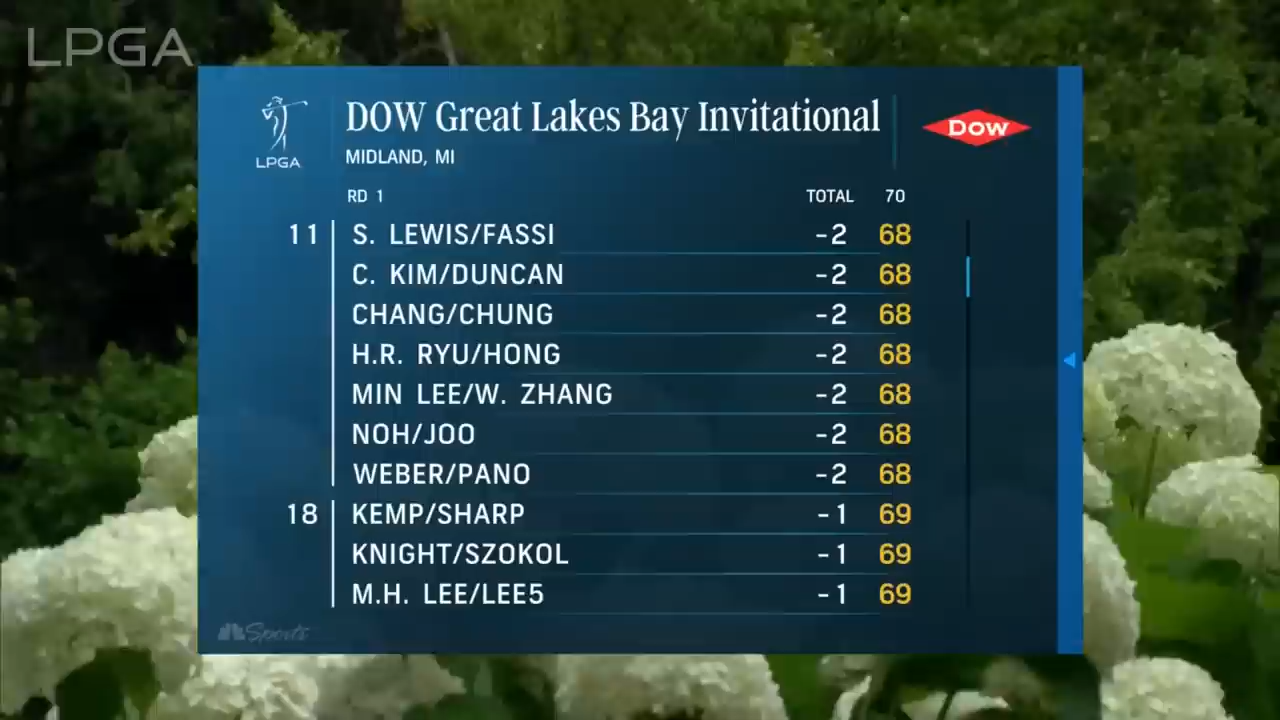 LPGA
DOW Great Lakes Bay Invitational
Dow
LPGA
MIDLAND, MI
RD 1 TOTAL 70
11 S. LEWIS/FASSI -2 68
C. KIM/DUNCAN -2 68
CHANG/CHUNG -2 68
H.R. RYU/HONG -2 68
MIN LEE/W. ZHANG -2 68
NOH/JOO -2 68
WEBER/PANO -2 68
18 KEMP/SHARP -1 69
KNIGHT/SZOKOL -1 69
M.H. LEE/LEE5 -1 69
Sports